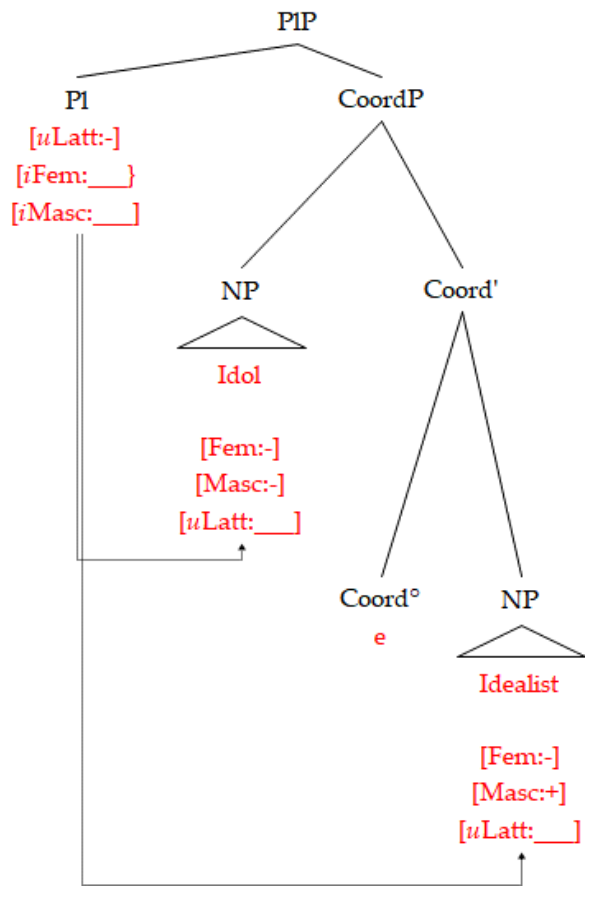 PlP
Pl
CoordP
[uLatt:-]
[iFem:___}
[iMasc:___]
NP
Coord'
Idol
[Fem:-]
[Masc:-]
[uLatt:___]
Coord°
NP
e
Idealist
[Fem:-]
[Masc:+]
[uLatt:___]